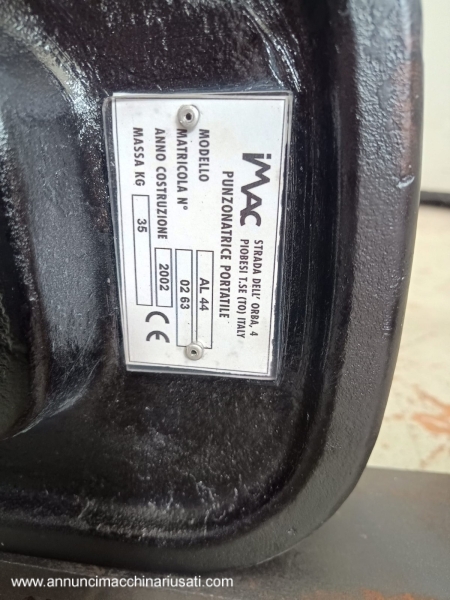 iMAC
STRADA DELL' ORBA, 4
PIOBESI T.SE (TO) ITALY
PUNZONATRICE PORTATILE
MODELLO AL 44
MATRICOLA N° 02 63
ANNO COSTRUZIONE 2002
MASSA KG 35
CE
www.annuncimacchinariusati.com